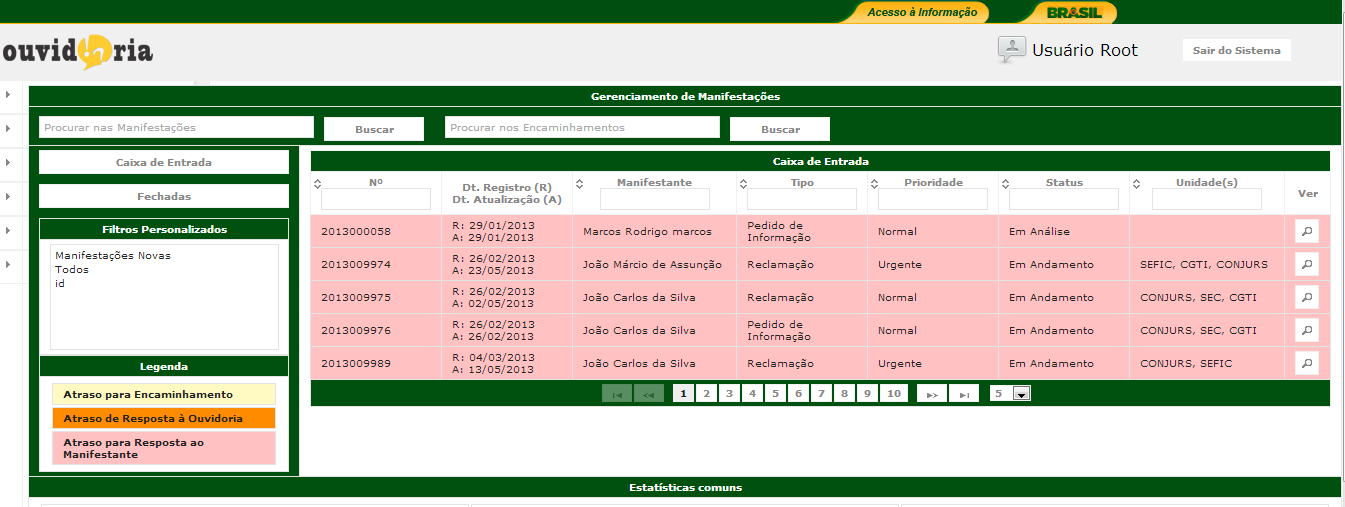 Acesso à Informação
BRASIL
ouvidoria
Usuário Root
Sair do Sistema
Gerenciamento de Manifestações
Procurar nas Manifestações
Buscar
Procurar nos Encaminhamentos
Buscar
Caixa de Entrada
Fechadas
Filtros Personalizados
Manifestações Novas
Todos
id
Legenda
Atraso para Encaminhamento
Atraso de Resposta à Ouvidoria
Atraso para Resposta ao
Manifestante
Caixa de Entrada
Nº
Dt. Registro (R)
Dt. Atualização (A)
Manifestante
Tipo
Prioridade
Status
Unidade(s)
Ver
2013000058
R: 29/01/2013
A: 29/01/2013
Marcos Rodrigo marcos
Pedido de
Informação
Normal
Em Análise
2013009974
R: 26/02/2013
A: 23/05/2013
João Márcio de Assunção
Reclamação
Urgente
Em Andamento
SEFIC, CGTI, CONJURS
2013009975
R: 26/02/2013
A: 02/05/2013
João Carlos da Silva
Reclamação
Normal
Em Andamento
CONJURS, SEC, CGTI
2013009976
R: 26/02/2013
A: 26/02/2013
João Carlos da Silva
Pedido de
Informação
Normal
Em Andamento
CONJURS, SEC, CGTI
2013009989
R: 04/03/2013
A: 13/05/2013
João Carlos da Silva
Reclamação
Urgente
Em Andamento
CONJURS, SEFIC
1 2 3 4 5 6 7 8 9 10
5
Estatísticas comuns